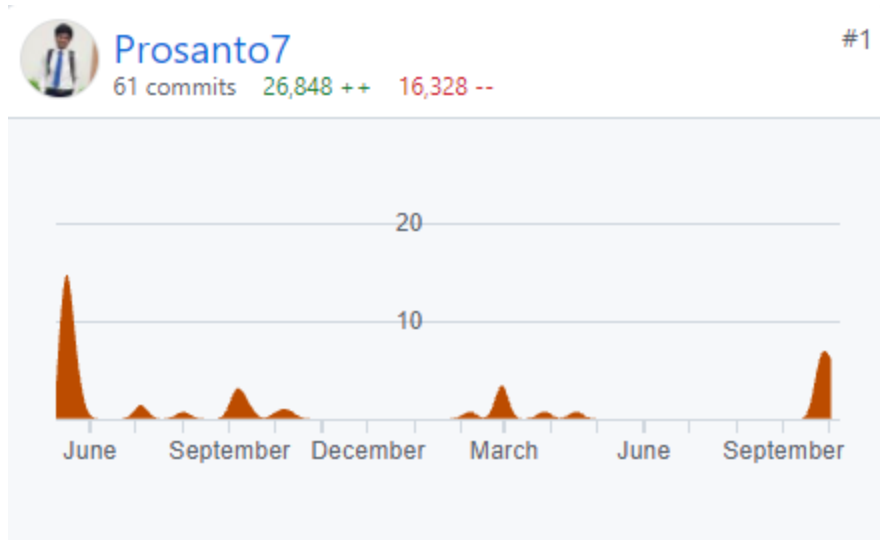 Prosanto7
#1
61 commits 26,848 ++ 16,328 --
20
10
June September December March June September